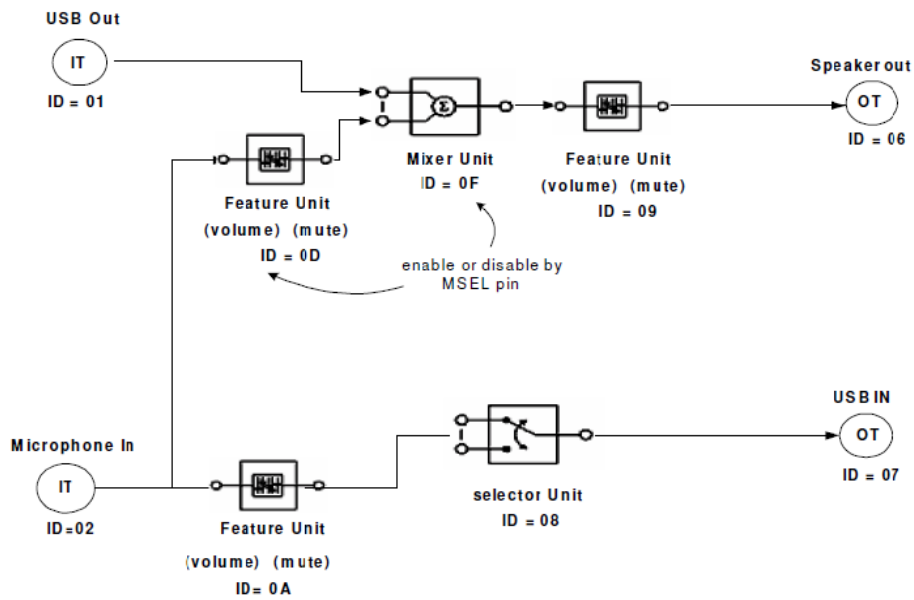 USB Out
IT
ID = 01
Speaker out
OT
ID = 06
Σ
Mixer Unit
ID = 0F
Feature Unit
(volume) (mute)
ID = 09
Feature Unit
(volume) (mute)
ID = 0D
enable or disable by
MSEL pin
USB IN
OT
ID = 07
Microphone In
IT
ID=02
selector Unit
ID = 08
Feature Unit
(volume) (mute)
ID= 0A